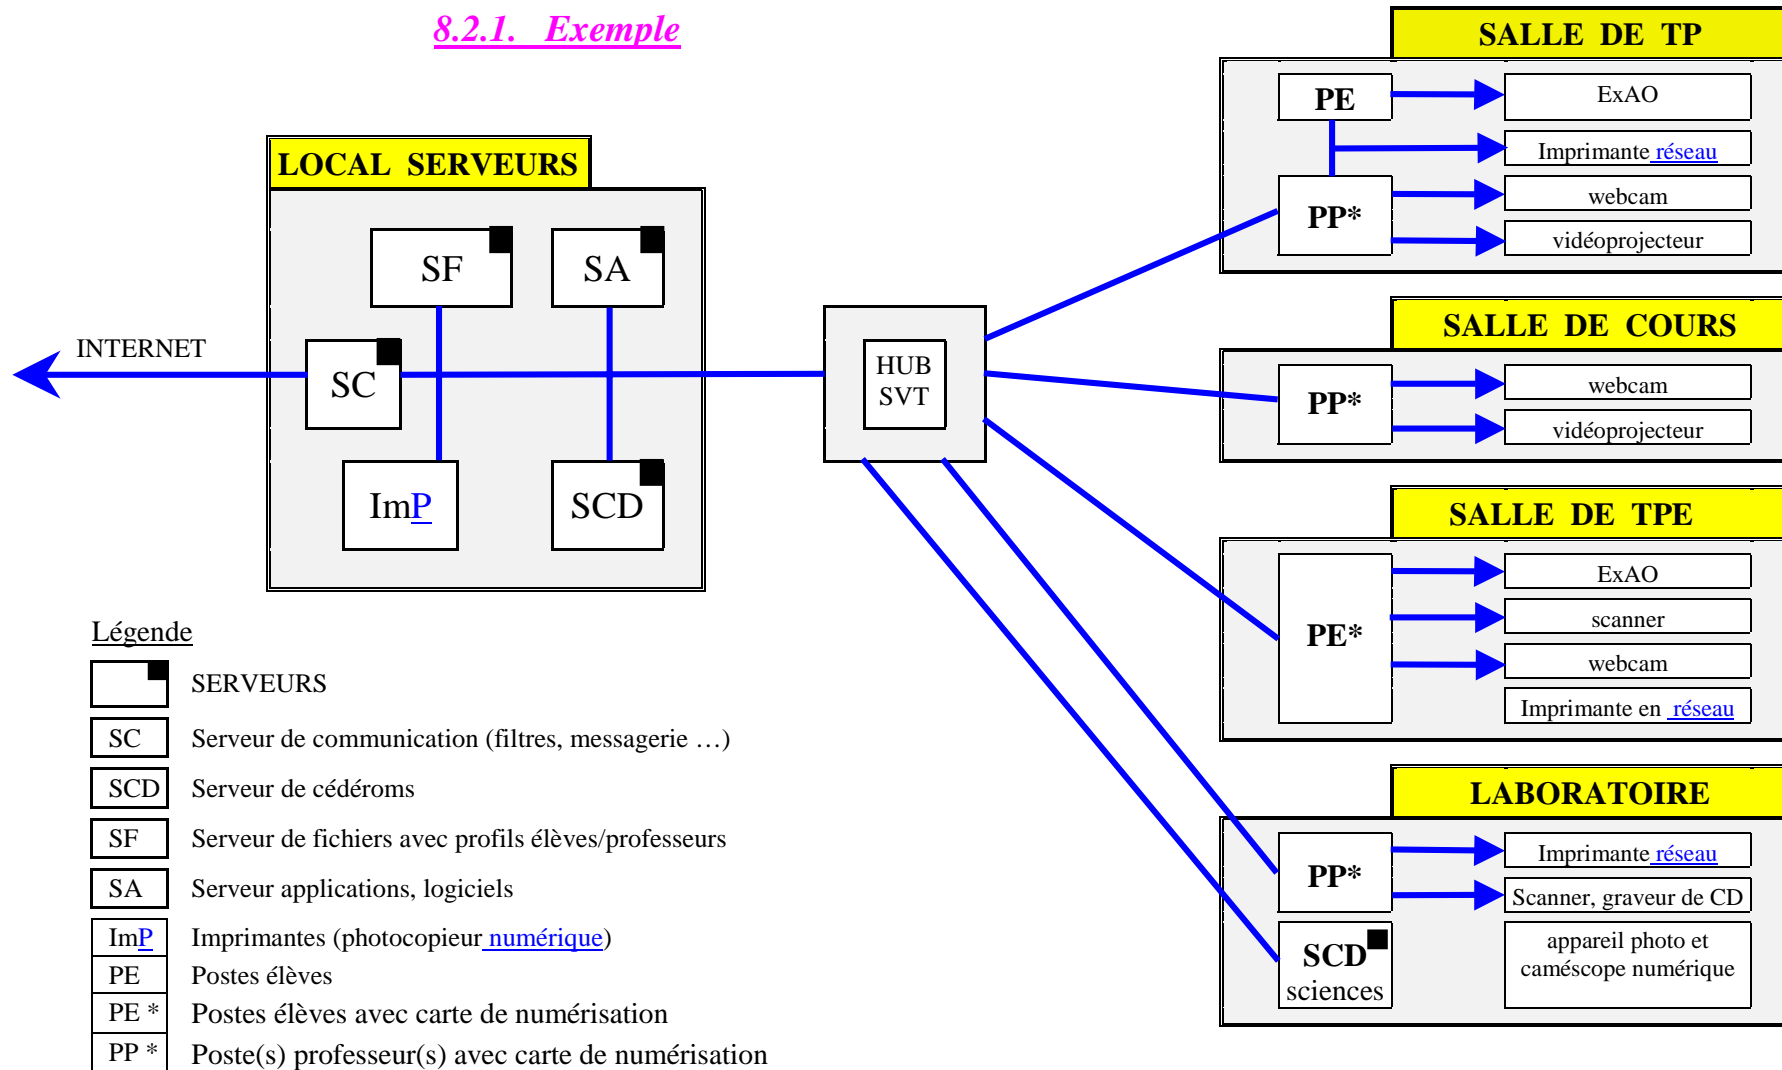 8.2.1. Exemple
LOCAL SERVEURS
SF
SA
INTERNET
SC
ImP
SCD
HUB
SVT
SALLE DE TP
PE
ExAO
Imprimante réseau
PP*
webcam
vidéoprojecteur
SALLE DE COURS
PP*
webcam
vidéoprojecteur
SALLE DE TPE
PE*
ExAO
scanner
webcam
Imprimante en réseau
LABORATOIRE
PP*
Imprimante réseau
Scanner, graveur de CD
SCD
sciences
appareil photo et
caméscope numérique
Légende
SERVEURS
SC Serveur de communication (filtres, messagerie …)
SCD Serveur de cédéroms
SF Serveur de fichiers avec profils élèves/professeurs
SA Serveur applications, logiciels
ImP Imprimantes (photocopieur numérique)
PE Postes élèves
PE * Postes élèves avec carte de numérisation
PP * Poste(s) professeur(s) avec carte de numérisation